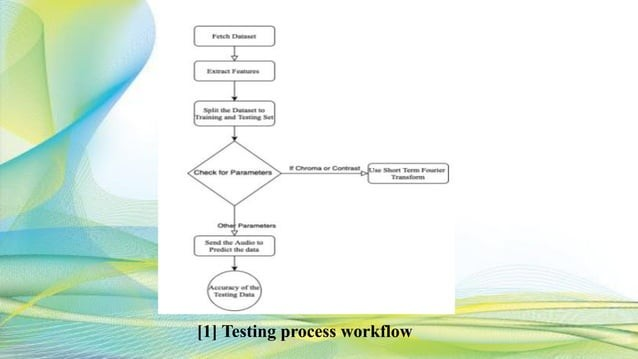 Fetch Dataset
Extract Features
Split the Dataset to
Training and Testing Set
Check for Parameters
If Chroma or Contrast
Use Short Term Fourier
Transform
Other Parameters
Send the Audio to
Predict the data
Accuracy of the
Testing Data
[1] Testing process workflow